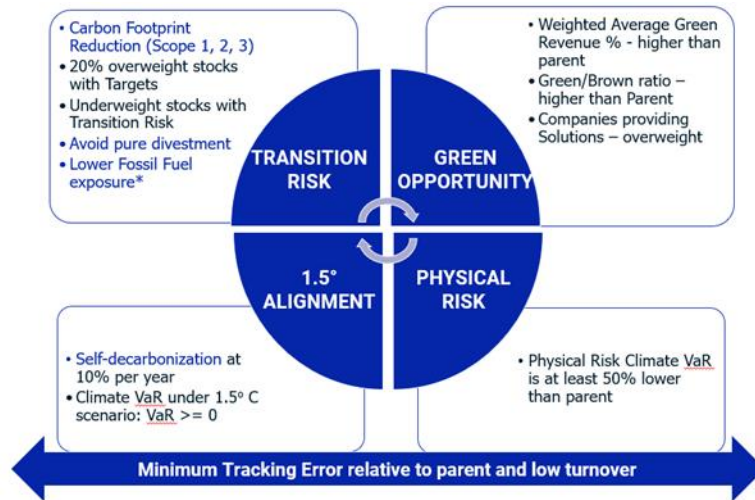 • Carbon Footprint
Reduction (Scope 1, 2, 3)
• 20% overweight stocks
with Targets
• Underweight stocks with
Transition Risk
• Avoid pure divestment
• Lower Fossil Fuel
exposure*
• Weighted Average Green
Revenue % - higher than
parent
• Green/Brown ratio –
higher than Parent
• Companies providing
Solutions – overweight
TRANSITION
RISK
GREEN
OPPORTUNITY
1.5°
ALIGNMENT
PHYSICAL
RISK
• Self-decarbonization at
10% per year
• Climate VaR under 1.5° C
scenario: VaR >= 0
• Physical Risk Climate VaR
is at least 50% lower
than parent
Minimum Tracking Error relative to parent and low turnover